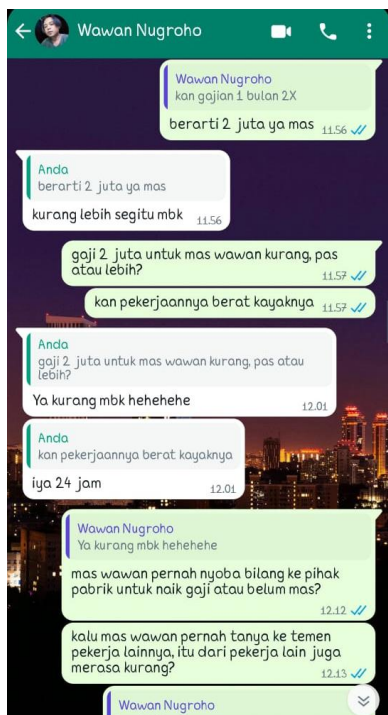 Wawan Nugroho
Wawan Nugroho
kan gajian 1 bulan 2X
berarti 2 juta ya mas 11.56
Anda
berarti 2 juta ya mas
kurang lebih segitu mbk 11.56
gaji 2 juta untuk mas wawan kurang, pas
atau lebih?
11.57
kan pekerjaannya berat kayaknya 11.57
Anda
gaji 2 juta untuk mas wawan kurang, pas atau
lebih?
Ya kurang mbk hehehehe
12.01
Anda
kan pekerjaannya berat kayaknya
iya 24 jam
12.01
Wawan Nugroho
Ya kurang mbk hehehehe
mas wawan pernah nyoba bilang ke pihak
pabrik untuk naik gaji atau belum mas?
12.12
kalu mas wawan pernah tanya ke temen
pekerja lainnya, itu dari pekerja lain juga
merasa kurang?
12.13
Wawan Nugroho